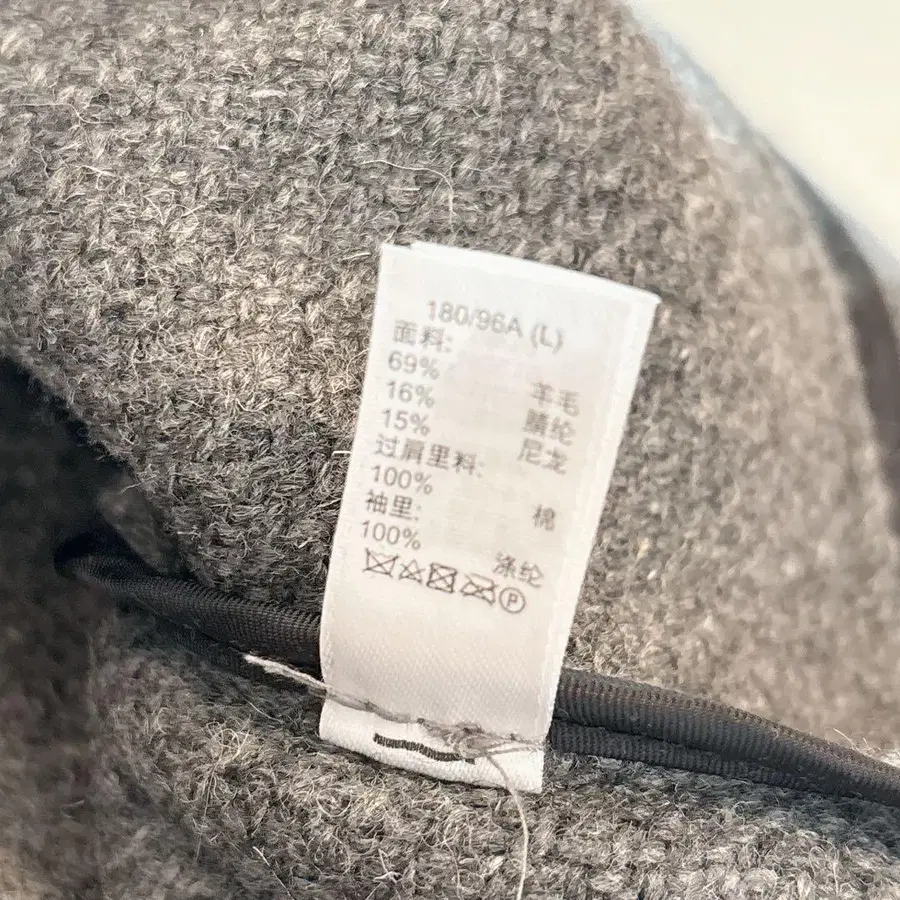 180/96A (L)
面料:
69% 羊毛
16% 腈纶
15% 尼龙
过肩里料:
100% 棉
袖里:
100% 涤纶
P